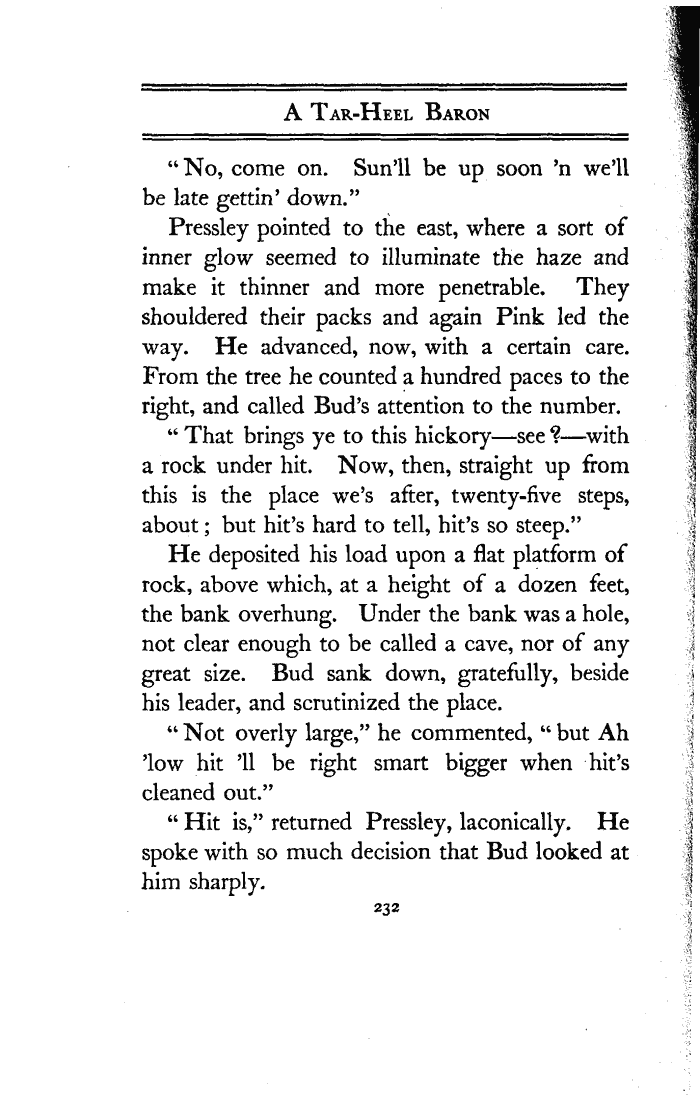 A Tar-Heel Baron
“No, come on. Sun'll be up soon 'n we'll
be late gettin' down.”
Pressley pointed to the east, where a sort of
inner glow seemed to illuminate the haze and
make it thinner and more penetrable. They
shouldered their packs and again Pink led the
way. He advanced, now, with a certain care.
From the tree he counted a hundred paces to the
right, and called Bud's attention to the number.
“That brings ye to this hickory—see?—with
a rock under hit. Now, then, straight up from
this is the place we's after, twenty-five steps,
about; but hit's hard to tell, hit's so steep.”
He deposited his load upon a flat platform of
rock, above which, at a height of a dozen feet,
the bank overhung. Under the bank was a hole,
not clear enough to be called a cave, nor of any
great size. Bud sank down, gratefully, beside
his leader, and scrutinized the place.
“Not overly large,” he commented, “but Ah
'low hit 'll be right smart bigger when hit's
cleaned out.”
“Hit is,” returned Pressley, laconically. He
spoke with so much decision that Bud looked at
him sharply.
232